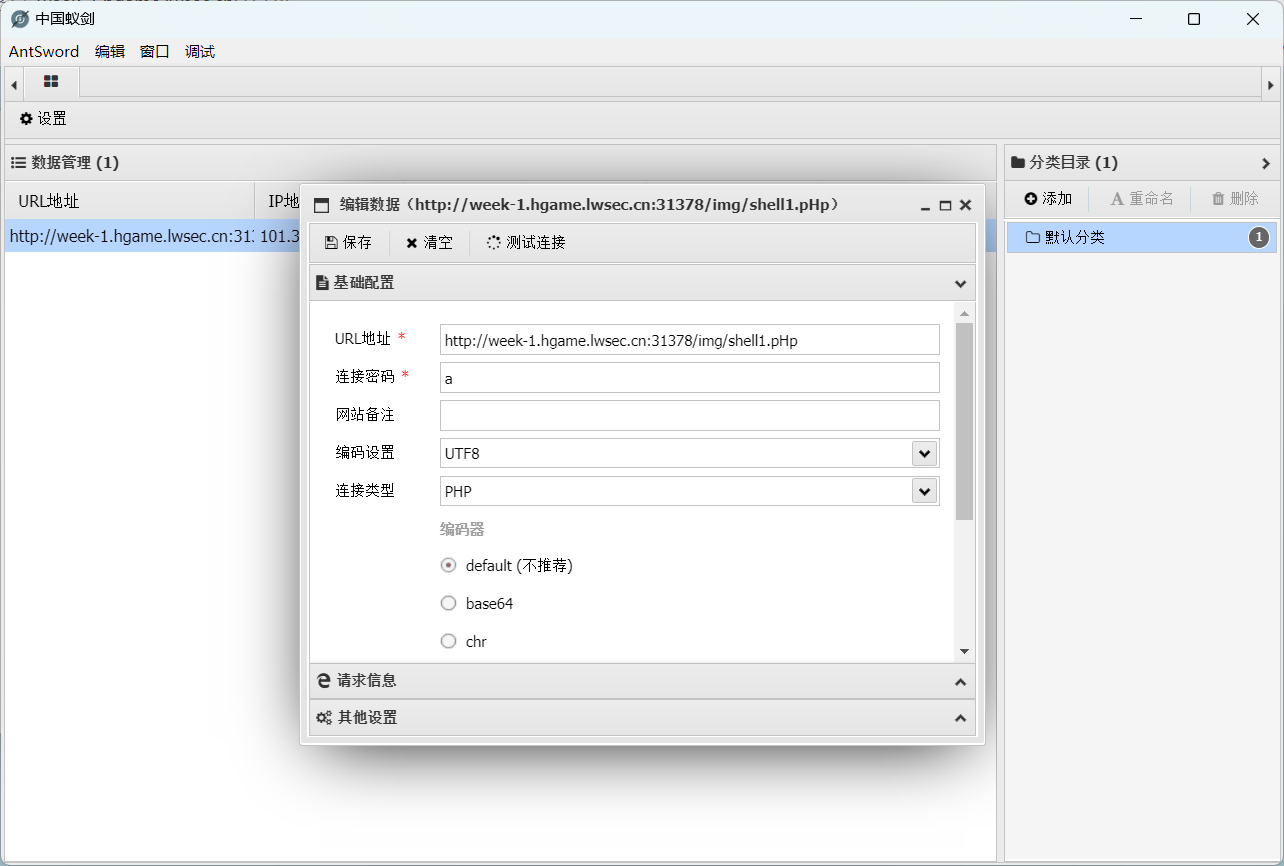 中国蚁剑
AntSword 编辑 窗口 调试
设置
数据管理 (1)
URL地址 IP地
http://week-1.hgame.lwsec.cn:313 101.3
分类目录 (1)
添加 重命名 删除
默认分类 1
编辑数据（http://week-1.hgame.lwsec.cn:31378/img/shell1.pHp）
保存 清空 测试连接
基础配置
URL地址 * http://week-1.hgame.lwsec.cn:31378/img/shell1.pHp
连接密码 * a
网站备注
编码设置 UTF8
连接类型 PHP
编码器
default (不推荐)
base64
chr
请求信息
其他设置